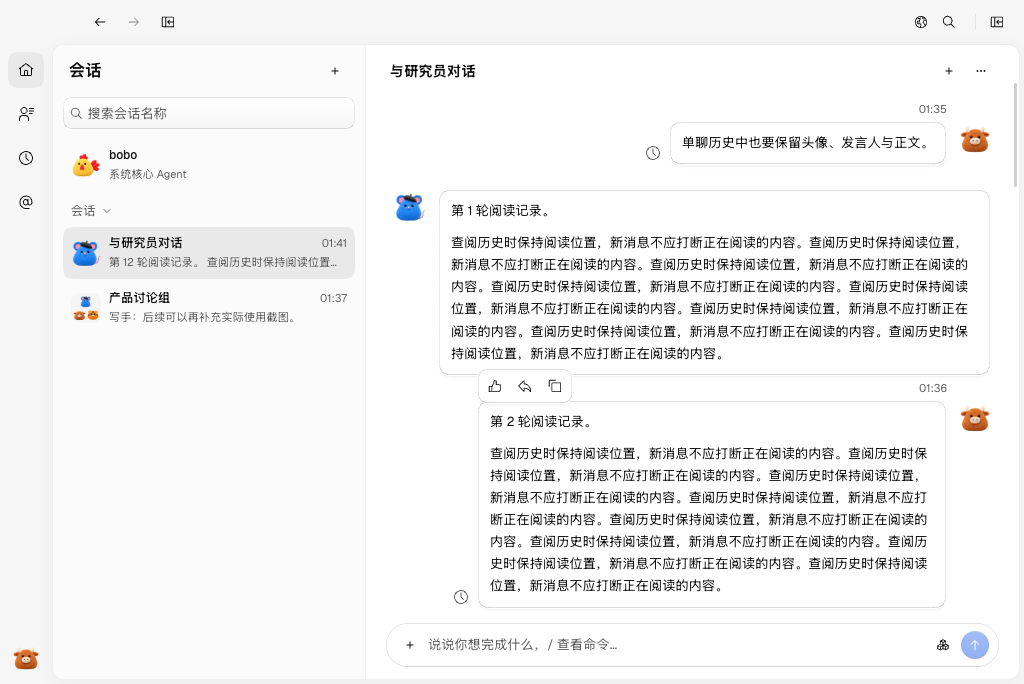 会话
搜索会话名称
bobo
系统核心 Agent
会话
与研究员对话 01:41
第 12 轮阅读记录。 查阅历史时保持阅读位置...
产品讨论组 01:37
写手：后续可以再补充实际使用截图。
与研究员对话
01:35
单聊历史中也要保留头像、发言人与正文。
第 1 轮阅读记录。
查阅历史时保持阅读位置，新消息不应打断正在阅读的内容。查阅历史时保持阅读位置，
新消息不应打断正在阅读的内容。查阅历史时保持阅读位置，新消息不应打断正在阅读的
内容。查阅历史时保持阅读位置，新消息不应打断正在阅读的内容。查阅历史时保持阅读
位置，新消息不应打断正在阅读的内容。查阅历史时保持阅读位置，新消息不应打断正在
阅读的内容。查阅历史时保持阅读位置，新消息不应打断正在阅读的内容。查阅历史时保
持阅读位置，新消息不应打断正在阅读的内容。
01:36
第 2 轮阅读记录。
查阅历史时保持阅读位置，新消息不应打断正在阅读的内容。查阅历史时保
持阅读位置，新消息不应打断正在阅读的内容。查阅历史时保持阅读位置，
新消息不应打断正在阅读的内容。查阅历史时保持阅读位置，新消息不应打
断正在阅读的内容。查阅历史时保持阅读位置，新消息不应打断正在阅读的
内容。查阅历史时保持阅读位置，新消息不应打断正在阅读的内容。查阅历
史时保持阅读位置，新消息不应打断正在阅读的内容。查阅历史时保持阅读
位置，新消息不应打断正在阅读的内容。
说说你想完成什么，/ 查看命令...